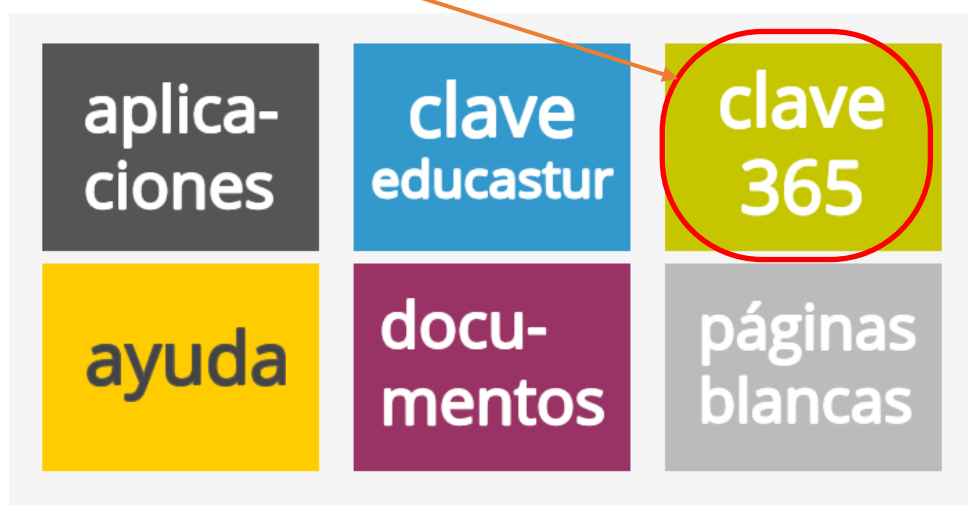 aplica-
ciones
clave
educastur
clave
365
ayuda
docu-
mentos
páginas
blancas